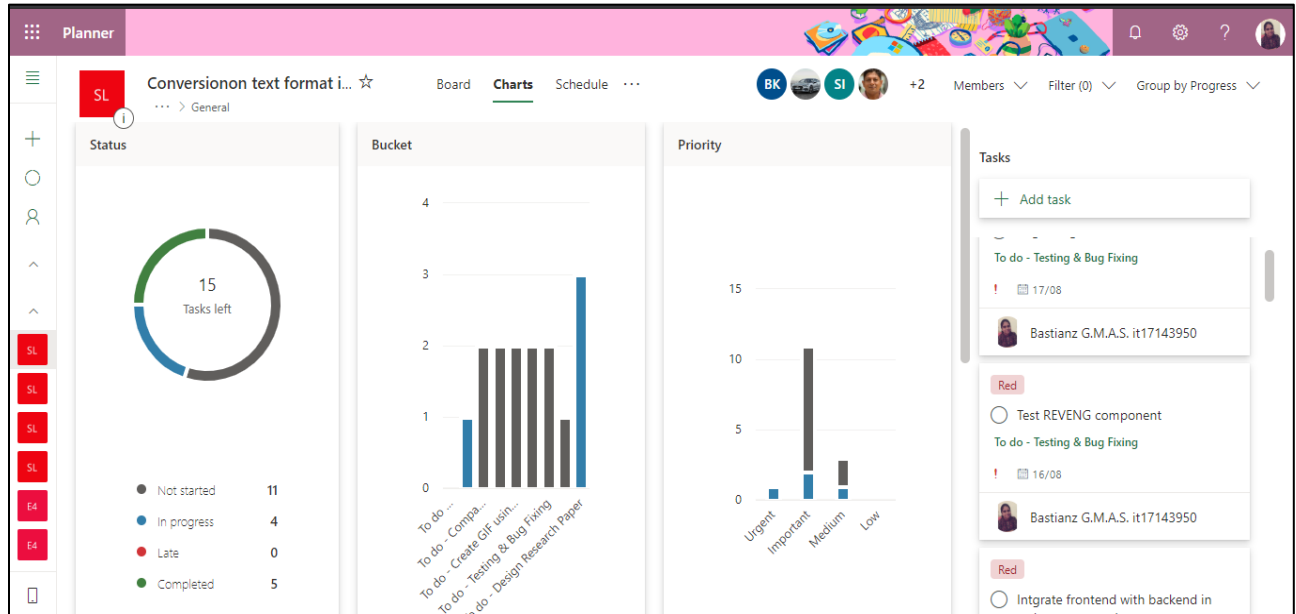 Planner
SL
Conversionon text format i...
... > General
Board
Charts
Schedule
...
BK
SI
+2
Members
Filter (0)
Group by Progress
Status
15
Tasks left
Not started 11
In progress 4
Late 0
Completed 5
Bucket
4
3
2
1
0
To do ...
To do - Compa...
To do - Create GIF usin...
To do - Testing & Bug Fixing
To do - Design Research Paper
Priority
15
10
5
0
Urgent
Important
Medium
Low
Tasks
+ Add task
To do - Testing & Bug Fixing
! 17/08
Bastianz G.M.A.S. it17143950
Red
Test REVENG component
To do - Testing & Bug Fixing
! 16/08
Bastianz G.M.A.S. it17143950
Red
Intgrate frontend with backend in
SL
SL
SL
SL
E4
E4